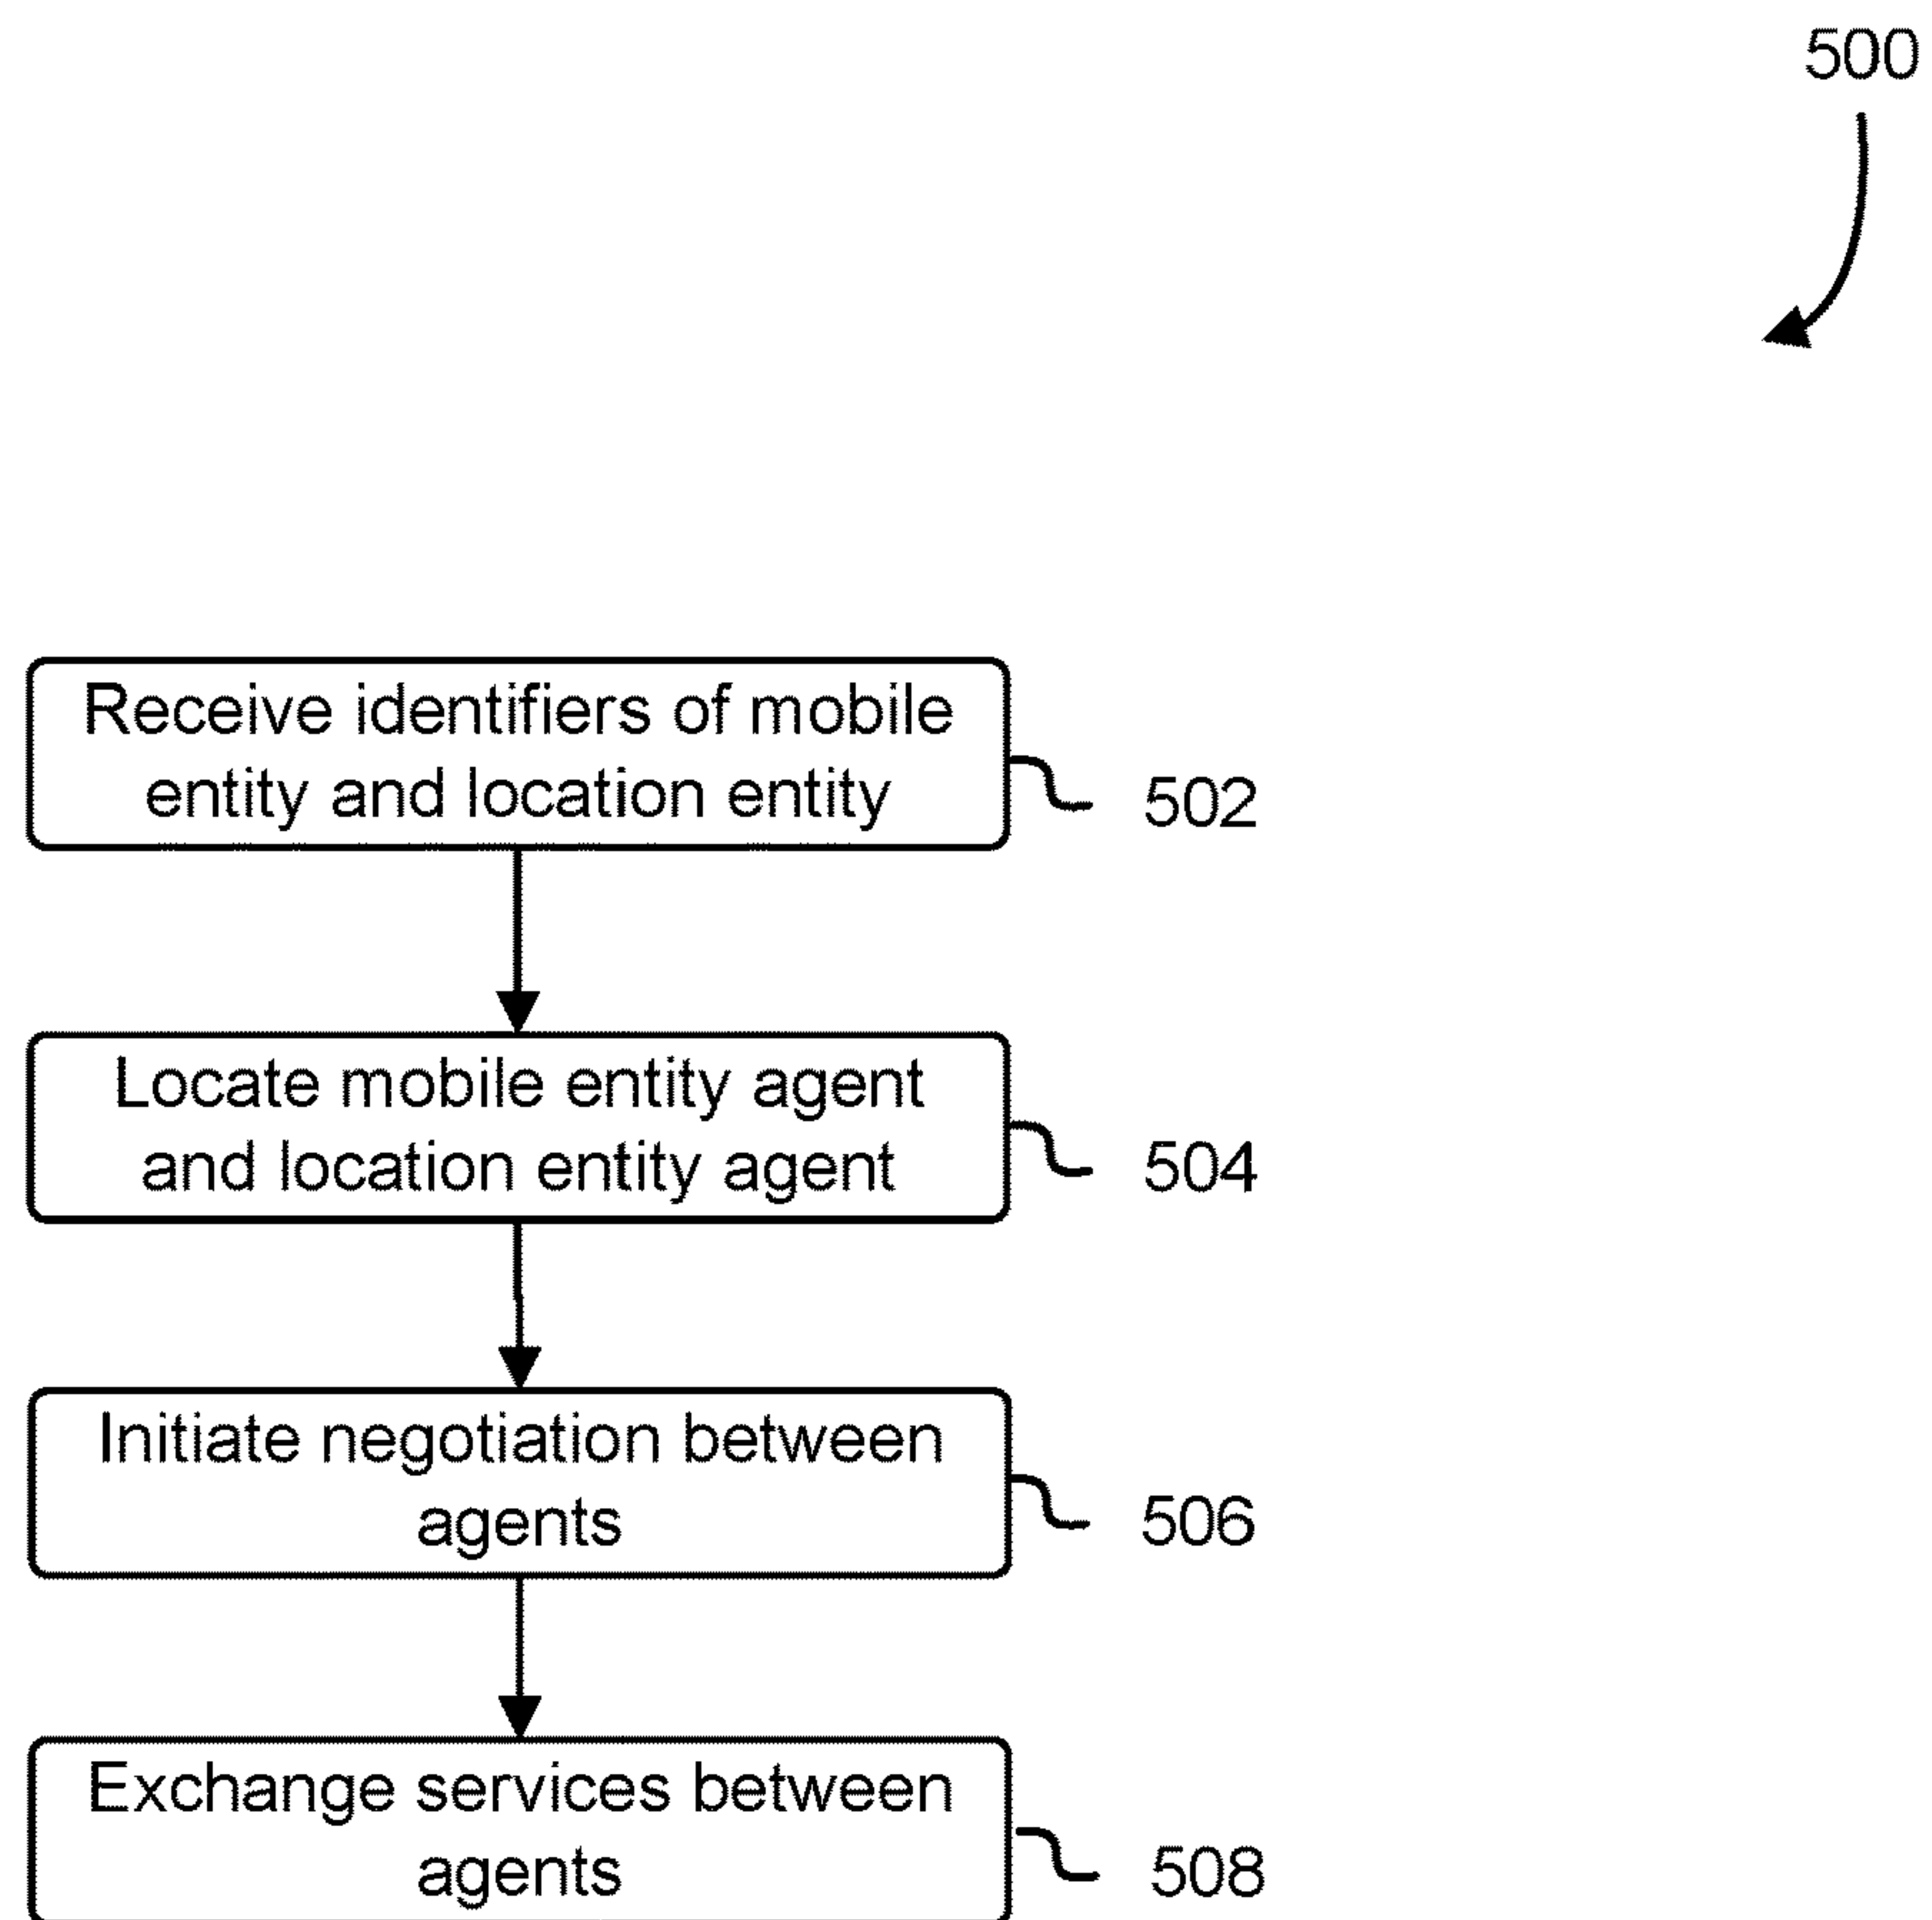 500
Receive identifiers of mobile
entity and location entity
502
Locate mobile entity agent
and location entity agent
504
Initiate negotiation between
agents
506
Exchange services between
agents
508